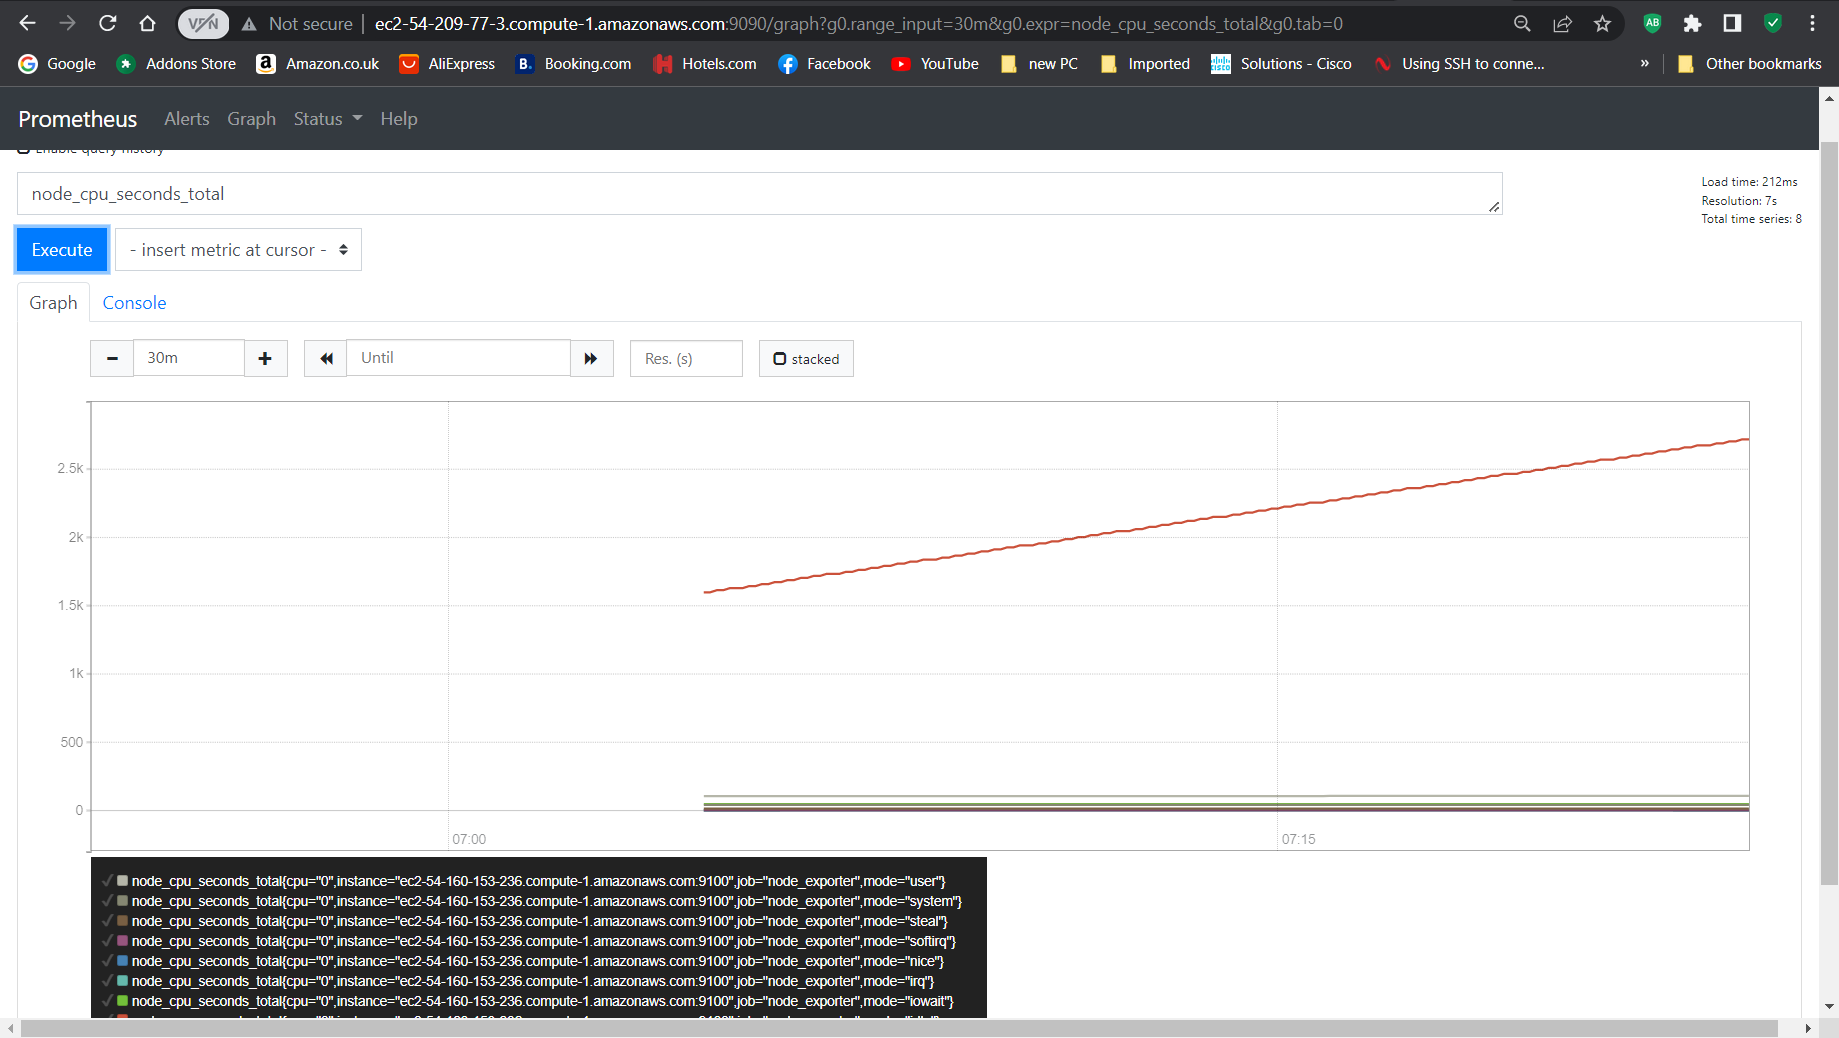 VPN Not secure ec2-54-209-77-3.compute-1.amazonaws.com:9090/graph?g0.range_input=30m&g0.expr=node_cpu_seconds_total&g0.tab=0
Google Addons Store Amazon.co.uk AliExpress Booking.com Hotels.com Facebook YouTube new PC Imported Solutions - Cisco Using SSH to conne... » Other bookmarks
Prometheus Alerts Graph Status Help
Enable query history
node_cpu_seconds_total
Load time: 212ms
Resolution: 7s
Total time series: 8
Execute - insert metric at cursor -
Graph Console
30m Until Res. (s) stacked
2.5k
2k
1.5k
1k
500
0
07:00 07:15
node_cpu_seconds_total{cpu="0",instance="ec2-54-160-153-236.compute-1.amazonaws.com:9100",job="node_exporter",mode="user"}
node_cpu_seconds_total{cpu="0",instance="ec2-54-160-153-236.compute-1.amazonaws.com:9100",job="node_exporter",mode="system"}
node_cpu_seconds_total{cpu="0",instance="ec2-54-160-153-236.compute-1.amazonaws.com:9100",job="node_exporter",mode="steal"}
node_cpu_seconds_total{cpu="0",instance="ec2-54-160-153-236.compute-1.amazonaws.com:9100",job="node_exporter",mode="softirq"}
node_cpu_seconds_total{cpu="0",instance="ec2-54-160-153-236.compute-1.amazonaws.com:9100",job="node_exporter",mode="nice"}
node_cpu_seconds_total{cpu="0",instance="ec2-54-160-153-236.compute-1.amazonaws.com:9100",job="node_exporter",mode="irq"}
node_cpu_seconds_total{cpu="0",instance="ec2-54-160-153-236.compute-1.amazonaws.com:9100",job="node_exporter",mode="iowait"}